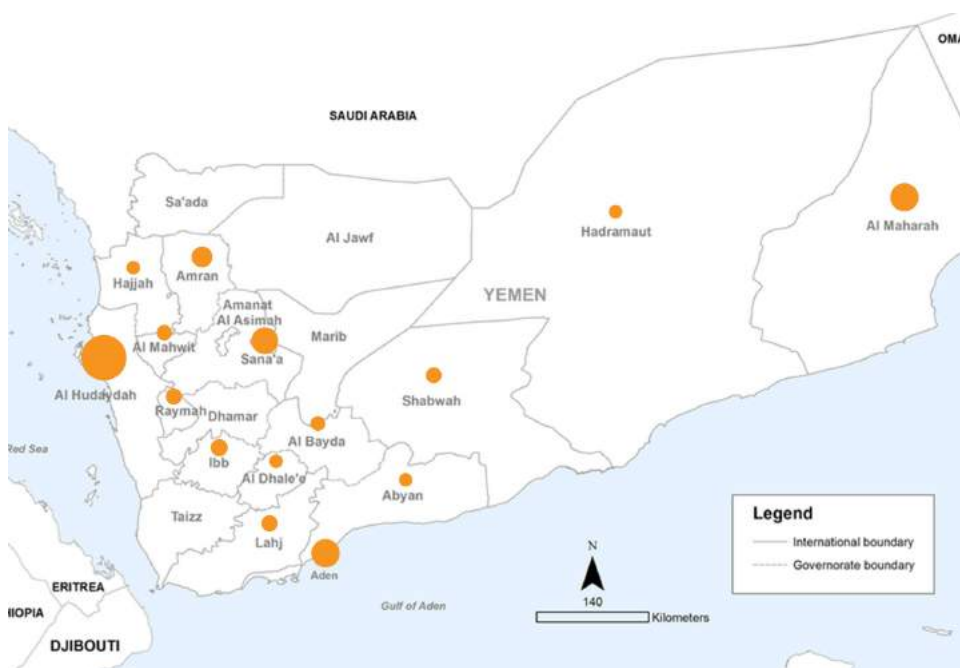 OMA
SAUDI ARABIA
Sa'ada
Al Jawf
Hadramaut
Al Maharah
Hajjah
Amran
YEMEN
Amanat
Al Asimah
Marib
Al Mahwit
Sana'a
Al Hudaydah
Raymah
Dhamar
Shabwah
Al Bayda
Red Sea
Ibb
Al Dhale'e
Abyan
Taizz
Lahj
Aden
Legend
International boundary
Governorate boundary
N
140
Kilometers
Gulf of Aden
ERITREA
HIOPIA
DJIBOUTI